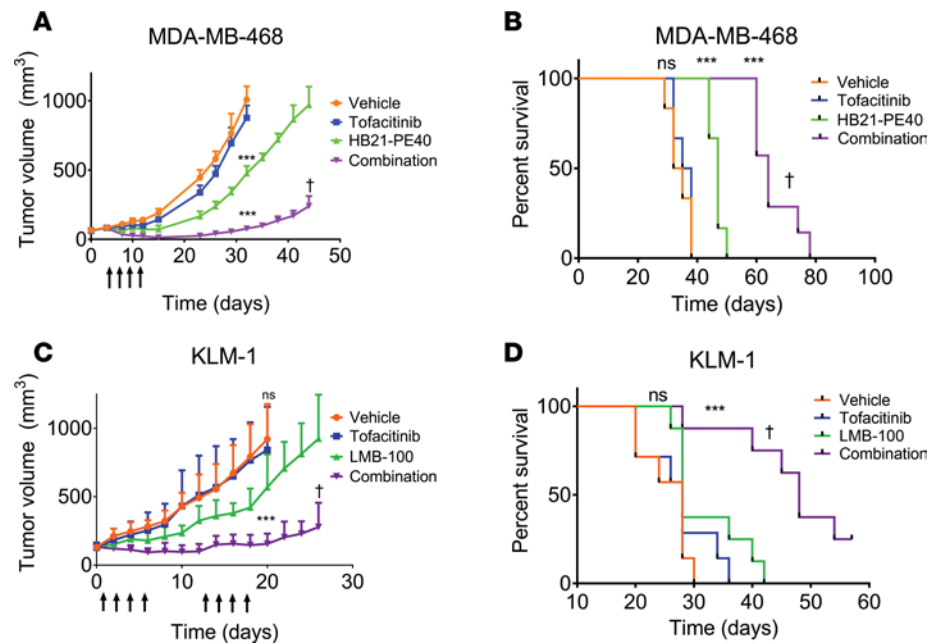 A
MDA-MB-468
Tumor volume (mm³)
1000
500
0
0 10 20 30 40 50
Time (days)
Vehicle
Tofacitinib
HB21-PE40
Combination
***
***
†
B
MDA-MB-468
Percent survival
100
50
0
0 20 40 60 80 100
Time (days)
ns *** ***
†
Vehicle
Tofacitinib
HB21-PE40
Combination
C
KLM-1
Tumor volume (mm³)
1000
500
0
0 10 20 30
Time (days)
ns
***
†
Vehicle
Tofacitinib
LMB-100
Combination
D
KLM-1
Percent survival
100
50
0
10 20 30 40 50 60
Time (days)
ns *** †
Vehicle
Tofacitinib
LMB-100
Combination